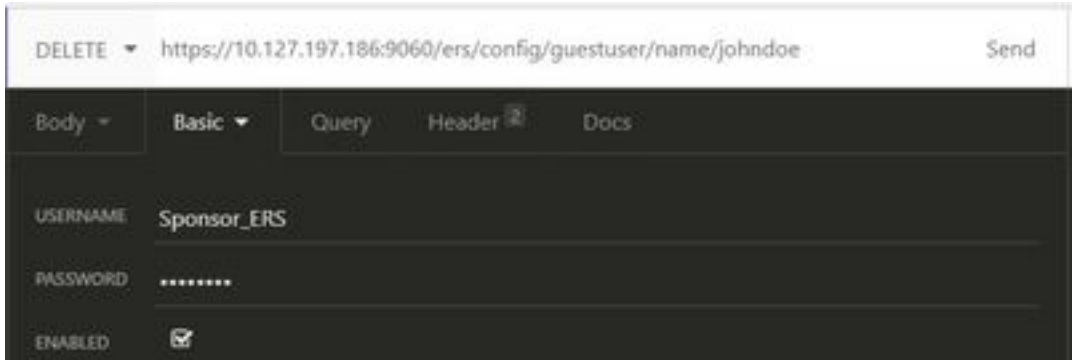 DELETE https://10.127.197.186:9060/ers/config/guestuser/name/johndoe Send
Body Basic Query Header 2 Docs
USERNAME Sponsor_ERS
PASSWORD ••••••••
ENABLED